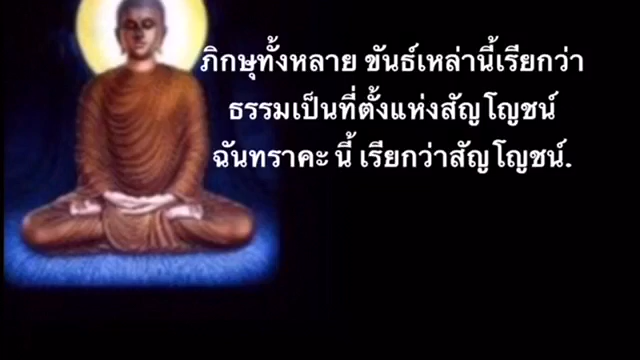 ภิกษุทั้งหลาย ขันธ์เหล่านี้เรียกว่า
ธรรมเป็นที่ตั้งแห่งสัญโญชน์
ฉันทราคะ นี้ เรียกว่าสัญโญชน์.